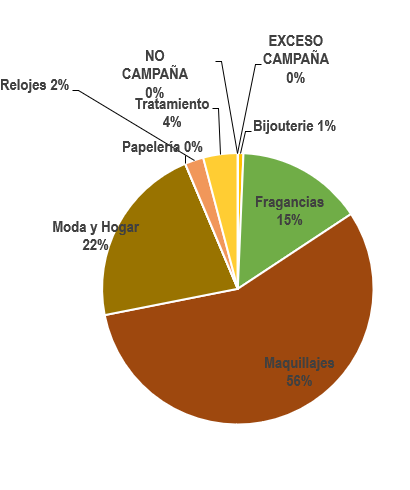 EXCESO
CAMPAÑA
0%
NO
CAMPAÑA
0%
Relojes 2%
Tratamiento
4%
Bijouterie 1%
Papelería 0%
Fragancias
15%
Moda y Hogar
22%
Maquillajes
56%